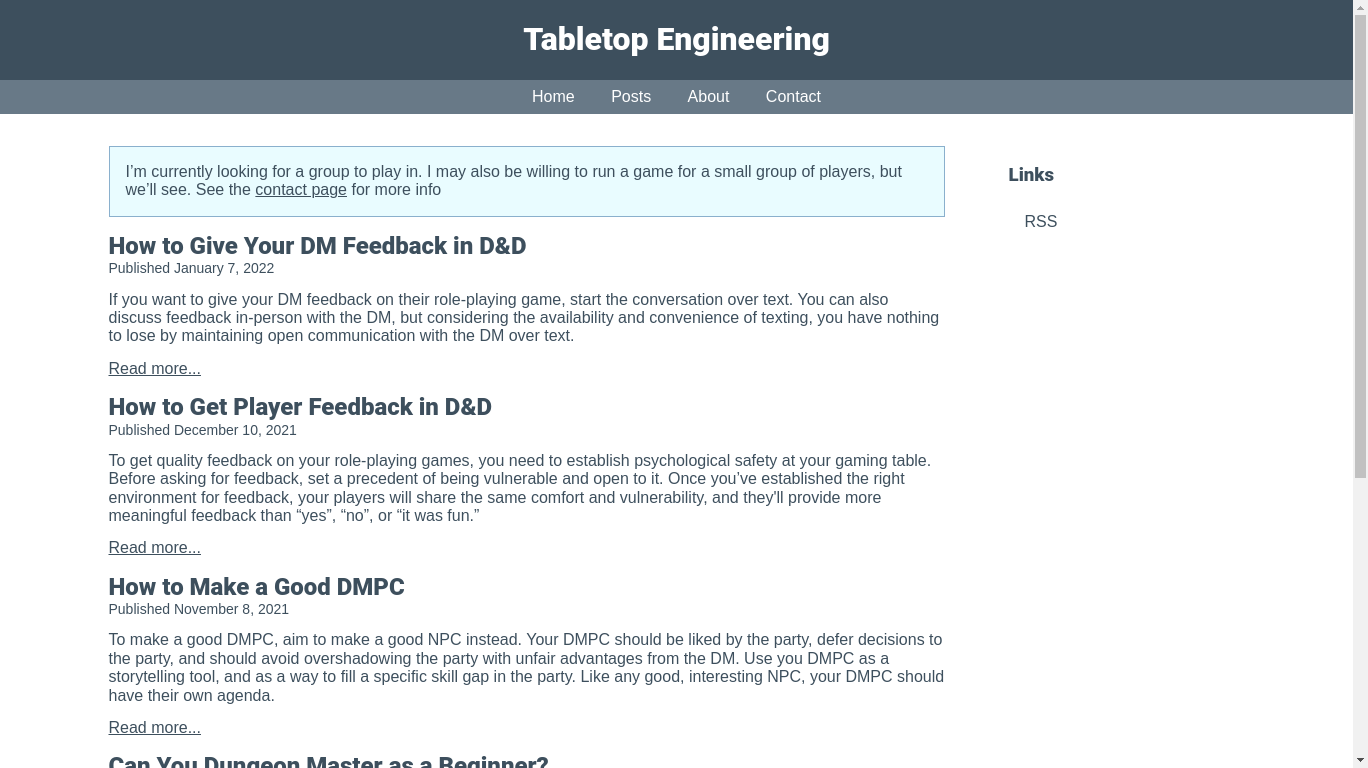 Tabletop Engineering
Home Posts About Contact
I’m currently looking for a group to play in. I may also be willing to run a game for a small group of players, but
we’ll see. See the contact page for more info
Links
RSS
How to Give Your DM Feedback in D&D
Published January 7, 2022
If you want to give your DM feedback on their role-playing game, start the conversation over text. You can also
discuss feedback in-person with the DM, but considering the availability and convenience of texting, you have nothing
to lose by maintaining open communication with the DM over text.
Read more...
How to Get Player Feedback in D&D
Published December 10, 2021
To get quality feedback on your role-playing games, you need to establish psychological safety at your gaming table.
Before asking for feedback, set a precedent of being vulnerable and open to it. Once you’ve established the right
environment for feedback, your players will share the same comfort and vulnerability, and they'll provide more
meaningful feedback than “yes”, “no”, or “it was fun.”
Read more...
How to Make a Good DMPC
Published November 8, 2021
To make a good DMPC, aim to make a good NPC instead. Your DMPC should be liked by the party, defer decisions to
the party, and should avoid overshadowing the party with unfair advantages from the DM. Use you DMPC as a
storytelling tool, and as a way to fill a specific skill gap in the party. Like any good, interesting NPC, your DMPC should
have their own agenda.
Read more...
Can You Dungeon Master as a Beginner?